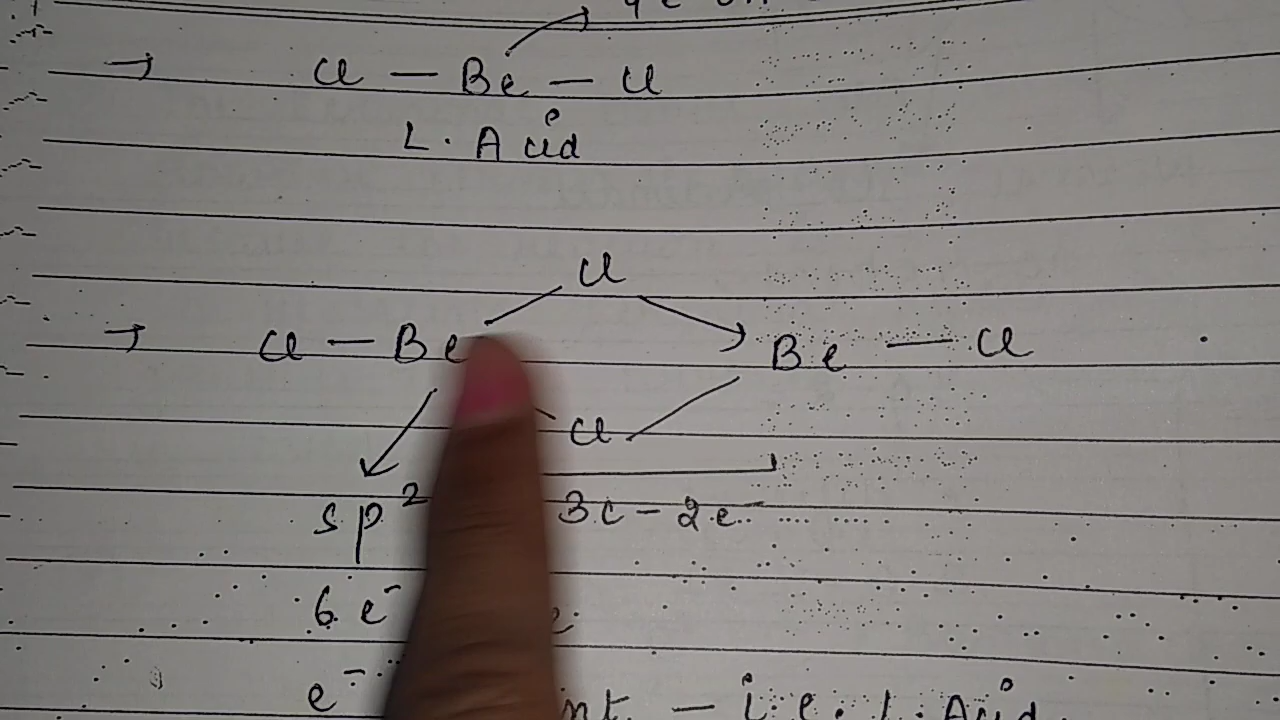 → Cl — Be — Cl
L. Acid
Cl
→ Cl — Be Be — Cl
Cl
sp² 3c - 2e⁻
6 e⁻
e⁻ — i.e. L. Acid